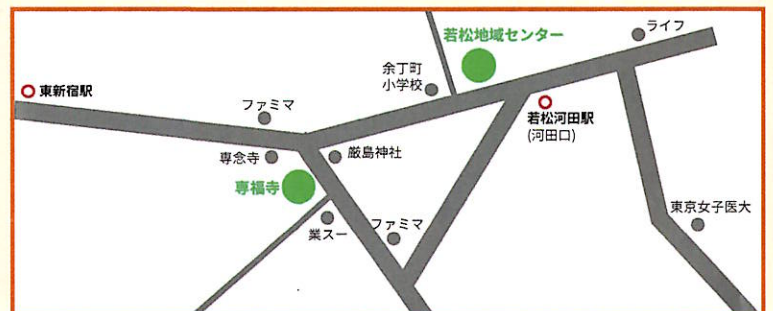 若松地域センター
ライフ
余丁町
小学校
東新宿駅
ファミマ
若松河田駅
(河田口)
専念寺
厳島神社
専福寺
東京女子医大
業スー
ファミマ